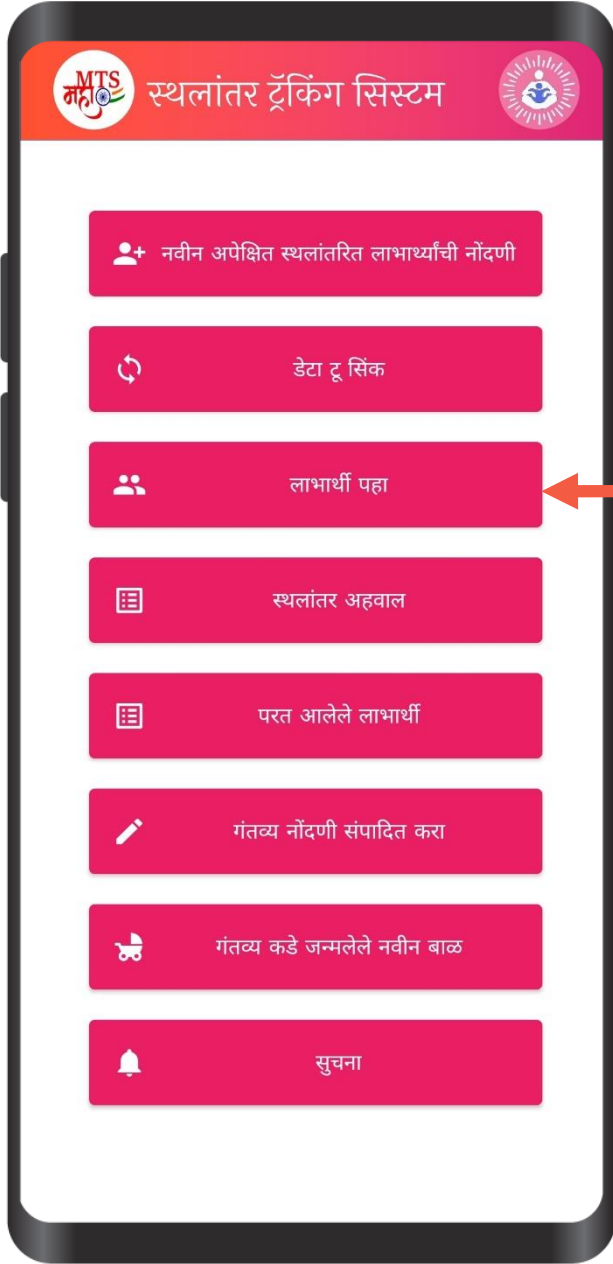 MTS
महा
स्थलांतर ट्रॅकिंग सिस्टम
नवीन अपेक्षित स्थलांतरित लाभार्थ्यांची नोंदणी
डेटा टू सिंक
लाभार्थी पहा
स्थलांतर अहवाल
परत आलेले लाभार्थी
गंतव्य नोंदणी संपादित करा
गंतव्य कडे जन्मलेले नवीन बाळ
सुचना